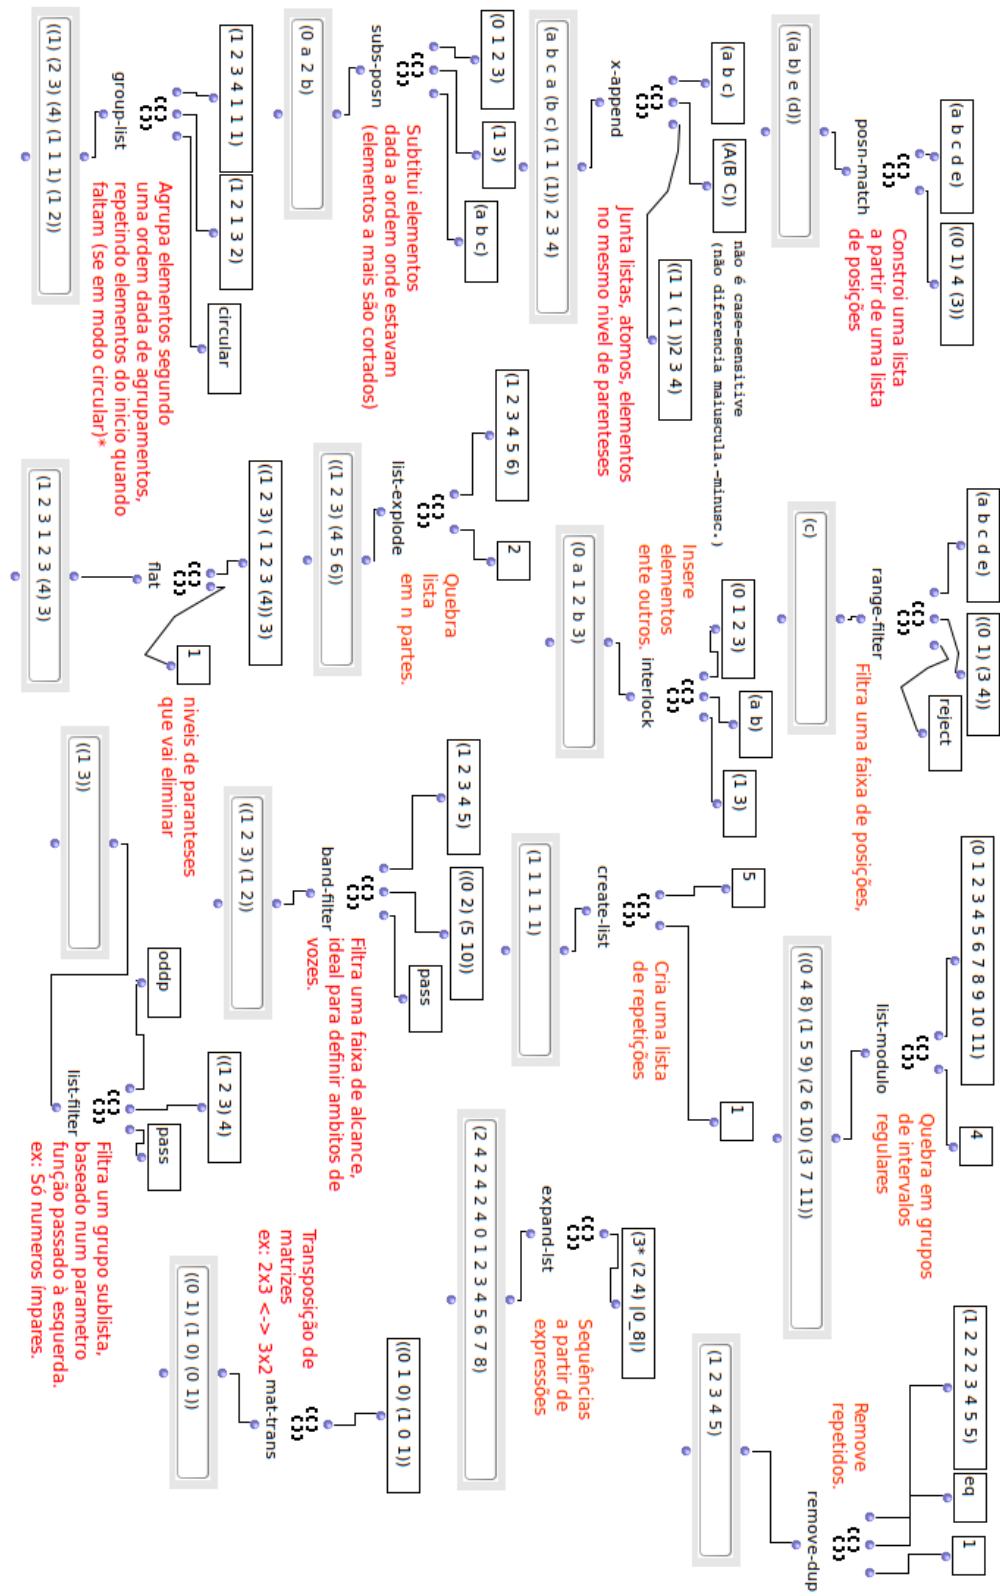 (a b c d e)
((0 1) 4 (3))
posn-match
Constroi uma lista
a partir de uma lista
de posições
((a b) e (d))
(a b c d e)
((0 1) (3 4))
reject
range-filter
Filtra uma faixa de posições,
(c)
(0 1 2 3 4 5 6 7 8 9 10 11)
4
list-modulo
Quebra em grupos
de intervalos
regulares
((0 4 8) (1 5 9) (2 6 10) (3 7 11))
(1 2 2 2 3 4 5 5)
eq
1
remove-dup
Remove
repetidos.
(1 2 3 4 5)
(a b c)
(A(B C))
não é case-sensitive
(não diferencia maiuscula.-minusc.)
((1 1 ( 1 ))2 3 4)
x-append
Junta listas, atomos, elementos
no mesmo nivel de parenteses
(a b c a (b c) (1 1 (1)) 2 3 4)
Insere
elementos
ente outros.
(0 1 2 3)
(a b)
(1 3)
interlock
(0 a 1 2 b 3)
5
1
create-list
Cria uma lista
de repetições
(1 1 1 1 1)
(3* (2 4) |0_8|)
expand-lst
Sequências
a partir de
expressões
(2 4 2 4 2 4 0 1 2 3 4 5 6 7 8)
(0 1 2 3)
(1 3)
(a b c)
subs-posn
Subtitui elementos
dada a ordem onde estavam
(elementos a mais são cortados)
(0 a 2 b)
(1 2 3 4 5 6)
2
list-explode
Quebra
lista
em n partes.
((1 2 3) (4 5 6))
(1 2 3 4 5)
((0 2) (5 10))
pass
band-filter
Filtra uma faixa de alcance,
ideal para definir ambitos de
vozes.
((1 2 3) (1 2))
Transposição de
matrizes
ex: 2x3 <-> 3x2
((0 1 0) (1 0 1))
mat-trans
((0 1) (1 0) (0 1))
(1 2 3 4 1 1 1)
(1 2 1 3 2)
circular
group-list
Agrupa elementos segundo
uma ordem dada de agrupamentos,
repetindo elementos do inicio quando
faltam (se em modo circular)*
((1) (2 3) (4) (1 1 1) (1 2))
((1 2 3) ( 1 2 3 (4)) 3)
1
flat
niveis de paranteses
que vai eliminar
(1 2 3 1 2 3 (4) 3)
oddp
((1 2 3) 4)
pass
list-filter
Filtra um grupo sublista,
baseado num parametro
função passado à esquerda.
ex: Só numeros ímpares.
((1 3))